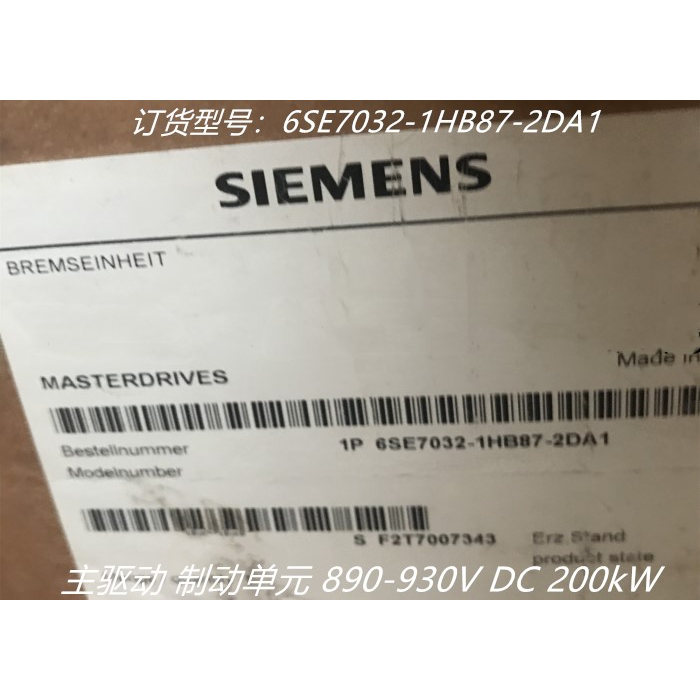 订货型号：6SE7032-1HB87-2DA1
SIEMENS
BREMSEINHEIT
Made in
MASTERDRIVES
Bestellnummer
1P 6SE7032-1HB87-2DA1
Modelnumber
S F2T7007343
Erz.Stand
product state
主驱动 制动单元 890-930V DC 200kW